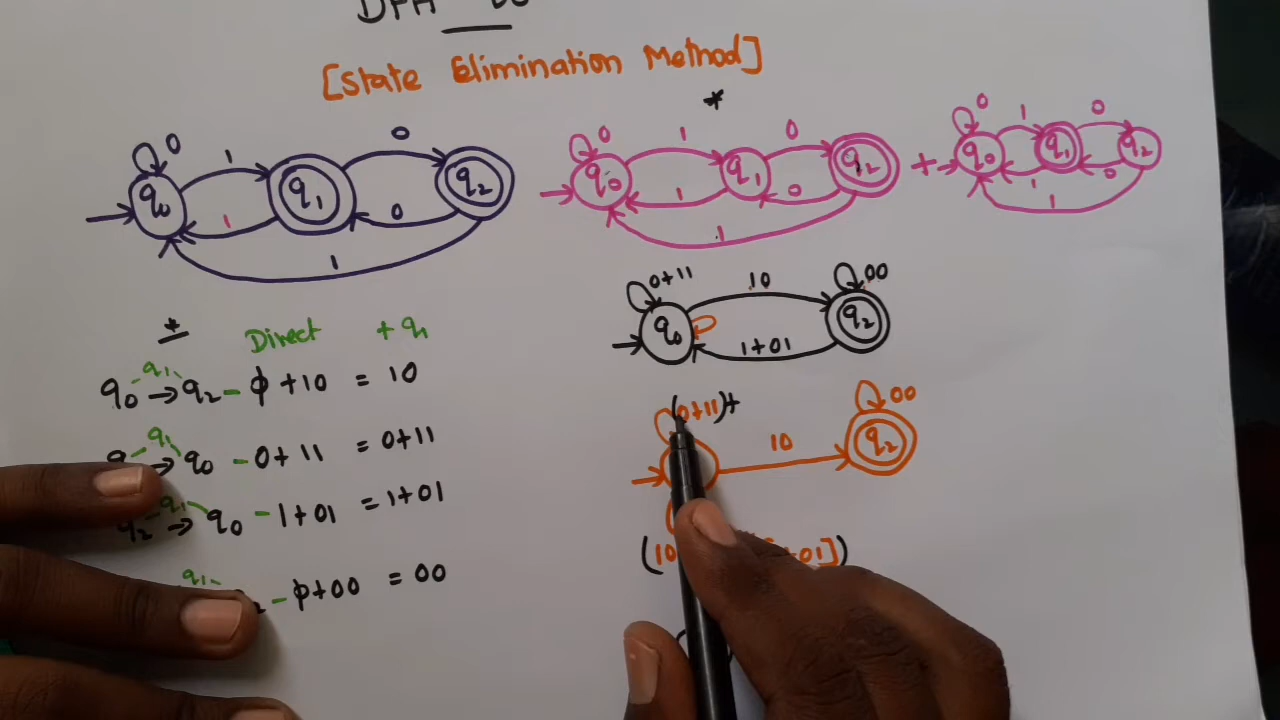 DFA
[State Elimination Method]
*
0 1 0 q0 q1 q2 1 0 1
0 1 0 q0 q1 q2 1 0 1
+
0 1 0 q0 q1 q2 1 0 1
0+11 10 00
q0 q2
1+01
* Direct + q1
q1
q0 → q2 - ϕ+10 = 10
q1
→ q0 - 0+11 = 0+11
q1
q2 → q0 - 1+01 = 1+01
q1
- ϕ+00 = 00
(0+11)+ 10 00
q2
(10 +01])